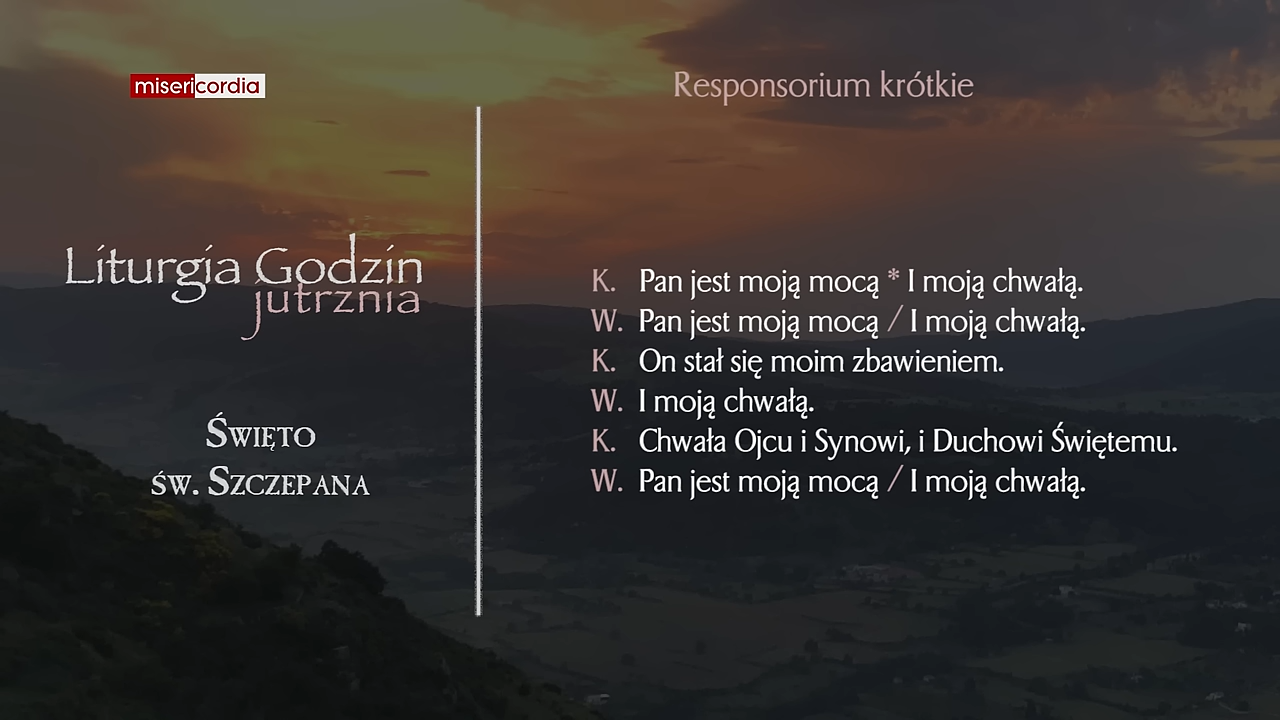 misericordia
Liturgia Godzin
jutrznia
Święto
św. Szczepana
Responsorium krótkie
K. Pan jest moją mocą * I moją chwałą.
W. Pan jest moją mocą / I moją chwałą.
K. On stał się moim zbawieniem.
W. I moją chwałą.
K. Chwała Ojcu i Synowi, i Duchowi Świętemu.
W. Pan jest moją mocą / I moją chwałą.